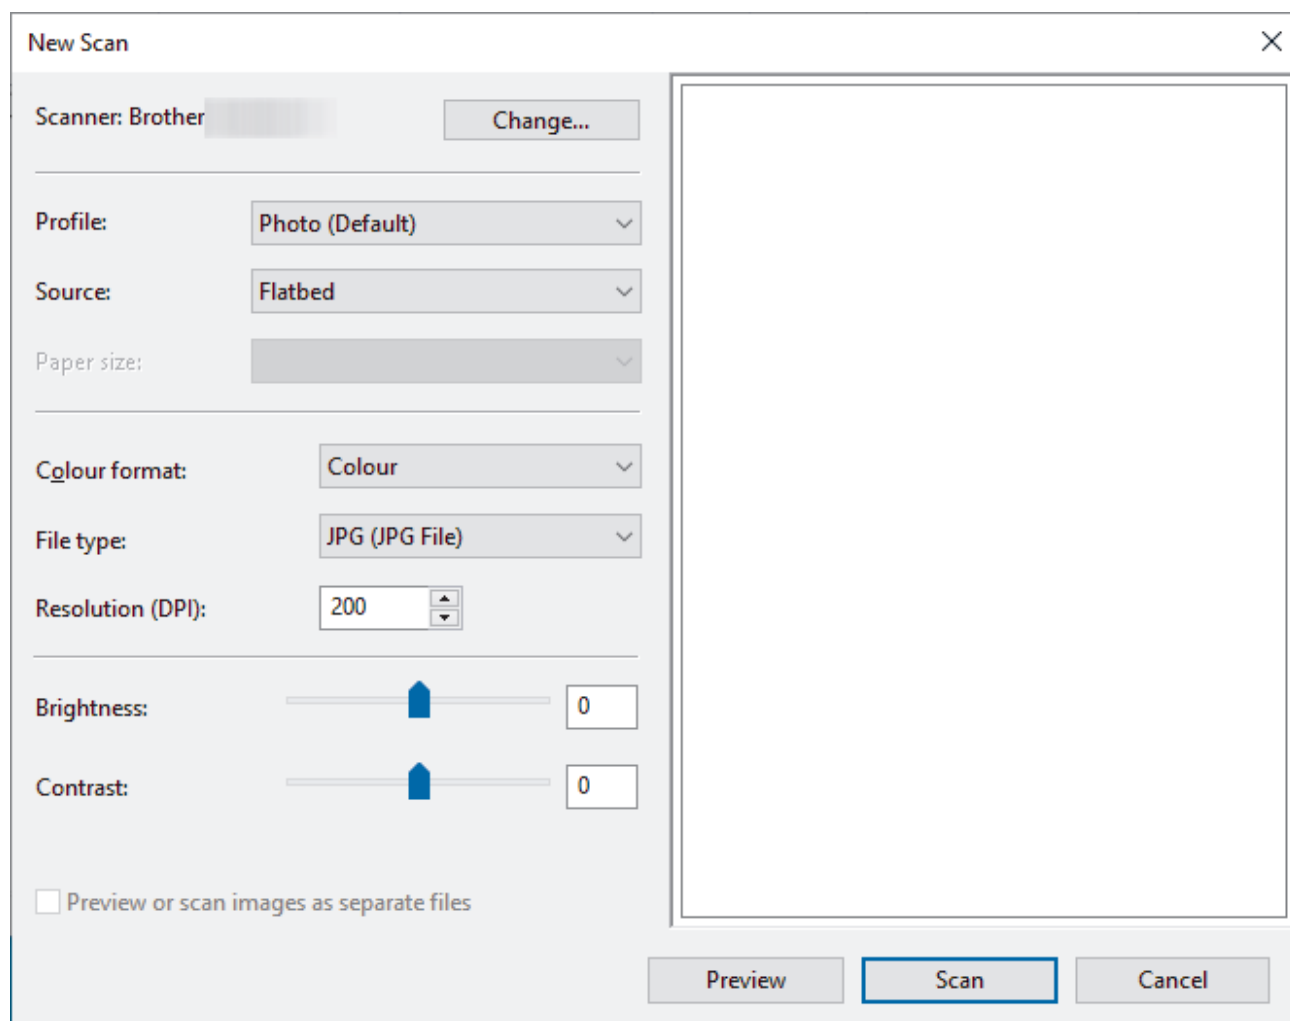 New Scan
Scanner: Brother
Change...
Profile:
Photo (Default)
Source:
Flatbed
Paper size:
Colour format:
Colour
File type:
JPG (JPG File)
Resolution (DPI):
200
Brightness:
0
Contrast:
0
Preview or scan images as separate files
Preview
Scan
Cancel